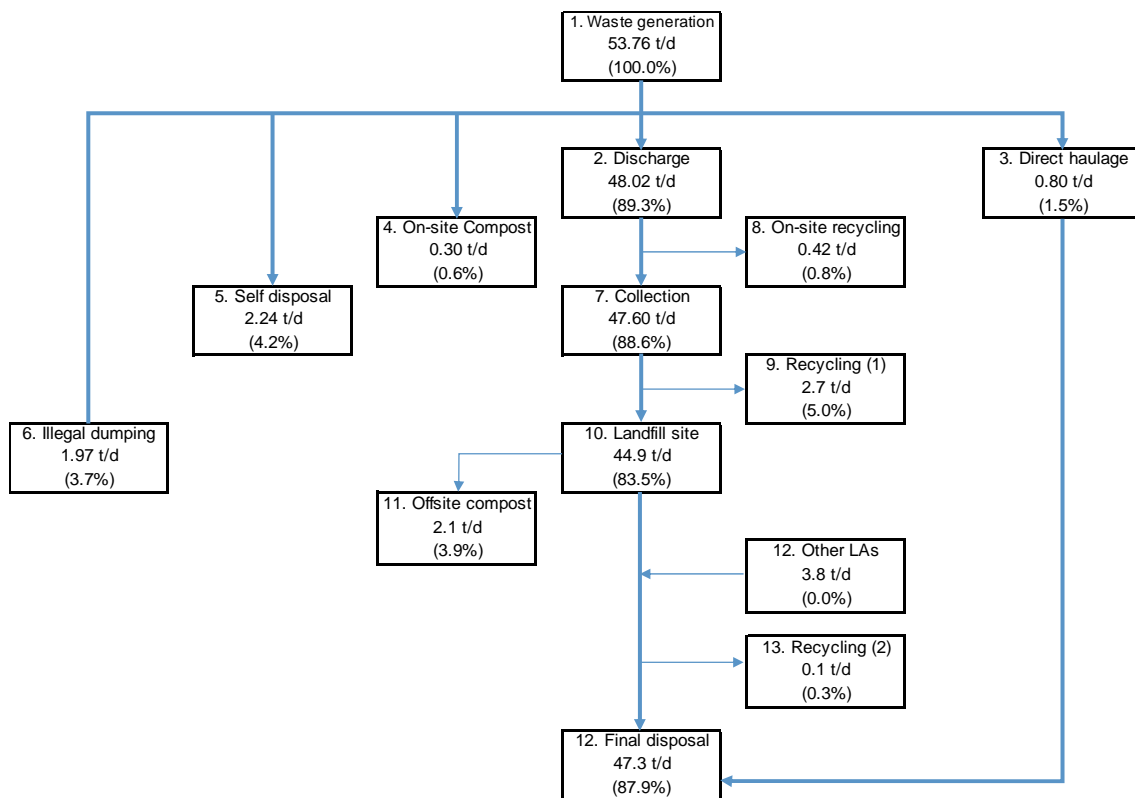 1. Waste generation
53.76 t/d
(100.0%)
2. Discharge
48.02 t/d
(89.3%)
3. Direct haulage
0.80 t/d
(1.5%)
4. On-site Compost
0.30 t/d
(0.6%)
8. On-site recycling
0.42 t/d
(0.8%)
5. Self disposal
2.24 t/d
(4.2%)
7. Collection
47.60 t/d
(88.6%)
9. Recycling (1)
2.7 t/d
(5.0%)
6. Illegal dumping
1.97 t/d
(3.7%)
10. Landfill site
44.9 t/d
(83.5%)
11. Offsite compost
2.1 t/d
(3.9%)
12. Other LAs
3.8 t/d
(0.0%)
13. Recycling (2)
0.1 t/d
(0.3%)
12. Final disposal
47.3 t/d
(87.9%)